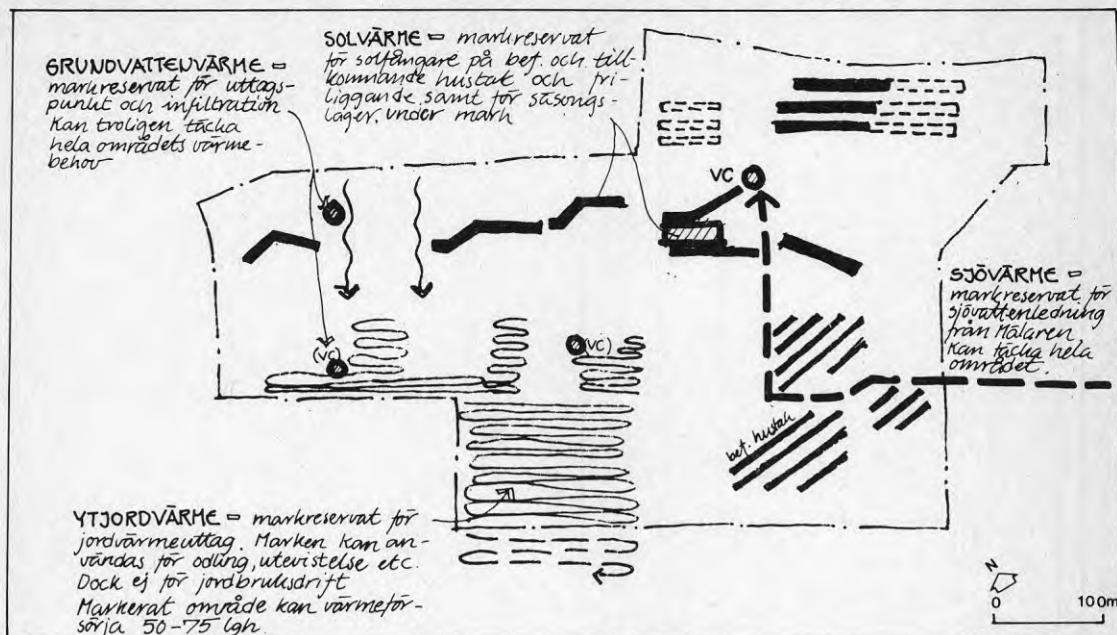 GRUNDVATTENVÄRME =
markreservat för uttags-
punkt och infiltration
Kan troligen täcka
hela områdets värme-
behov
SOLVÄRME = markreservat
för solfångare på bef. och till-
kommande hustak och fri-
liggande, samt för säsongs-
lager. under mark
VC
SJÖVÄRME =
markreservat för
sjövattenledning
från Mälaren
Kan täcka hela
området.
(VC)
(VC)
bef. hustak
YTJORDVÄRME = markreservat för
jordvärmeuttag. Marken kan an-
vändas för odling, utevistelse etc.
Dock ej för jordbruksdrift
Markerat område kan värmeför-
sörja 50-75 lgh
N
0 100m